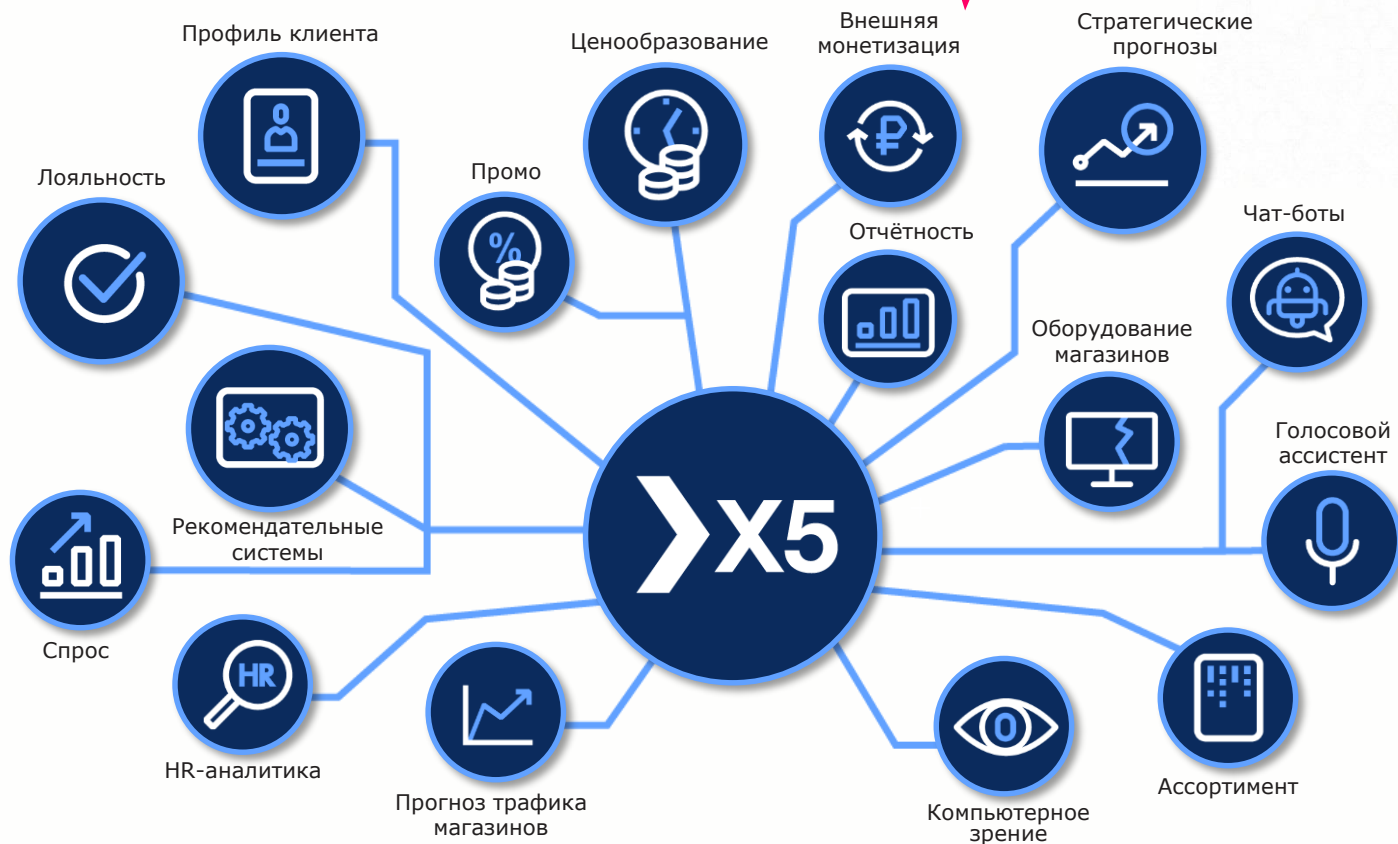 Профиль клиента
Ценообразование
Внешняя
монетизация
Стратегические
прогнозы
Лояльность
Промо
%
₽
Отчётность
Чат-боты
Оборудование
магазинов
Голосовой
ассистент
Рекомендательные
системы
X5
Спрос
HR
HR-аналитика
Прогноз трафика
магазинов
Компьютерное
зрение
Ассортимент